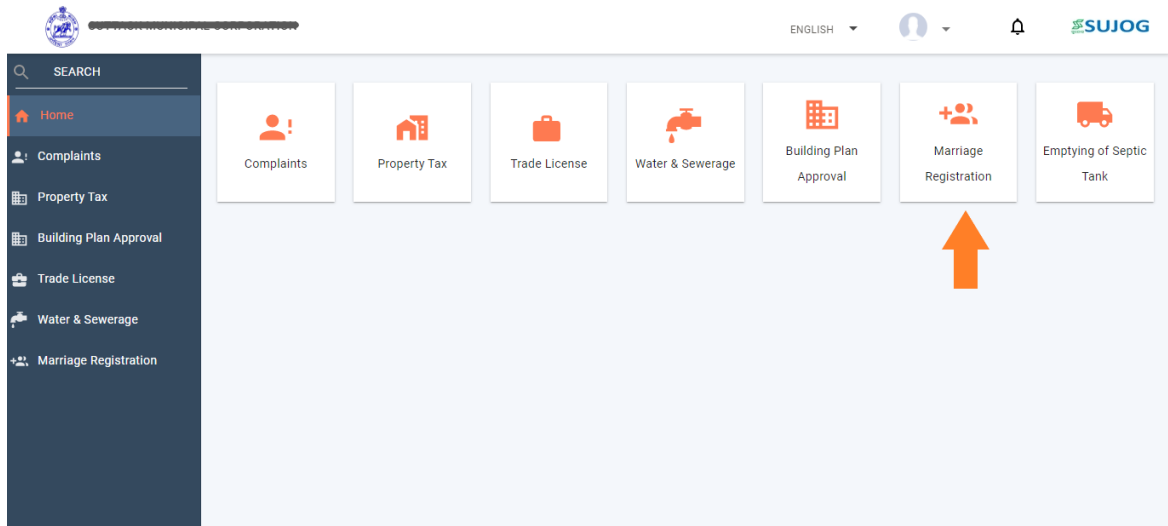 ENGLISH
SUJOG
SEARCH
Home
Complaints
Property Tax
Building Plan Approval
Trade License
Water & Sewerage
Marriage Registration
Complaints
Property Tax
Trade License
Water & Sewerage
Building Plan
Approval
Marriage
Registration
Emptying of Septic
Tank